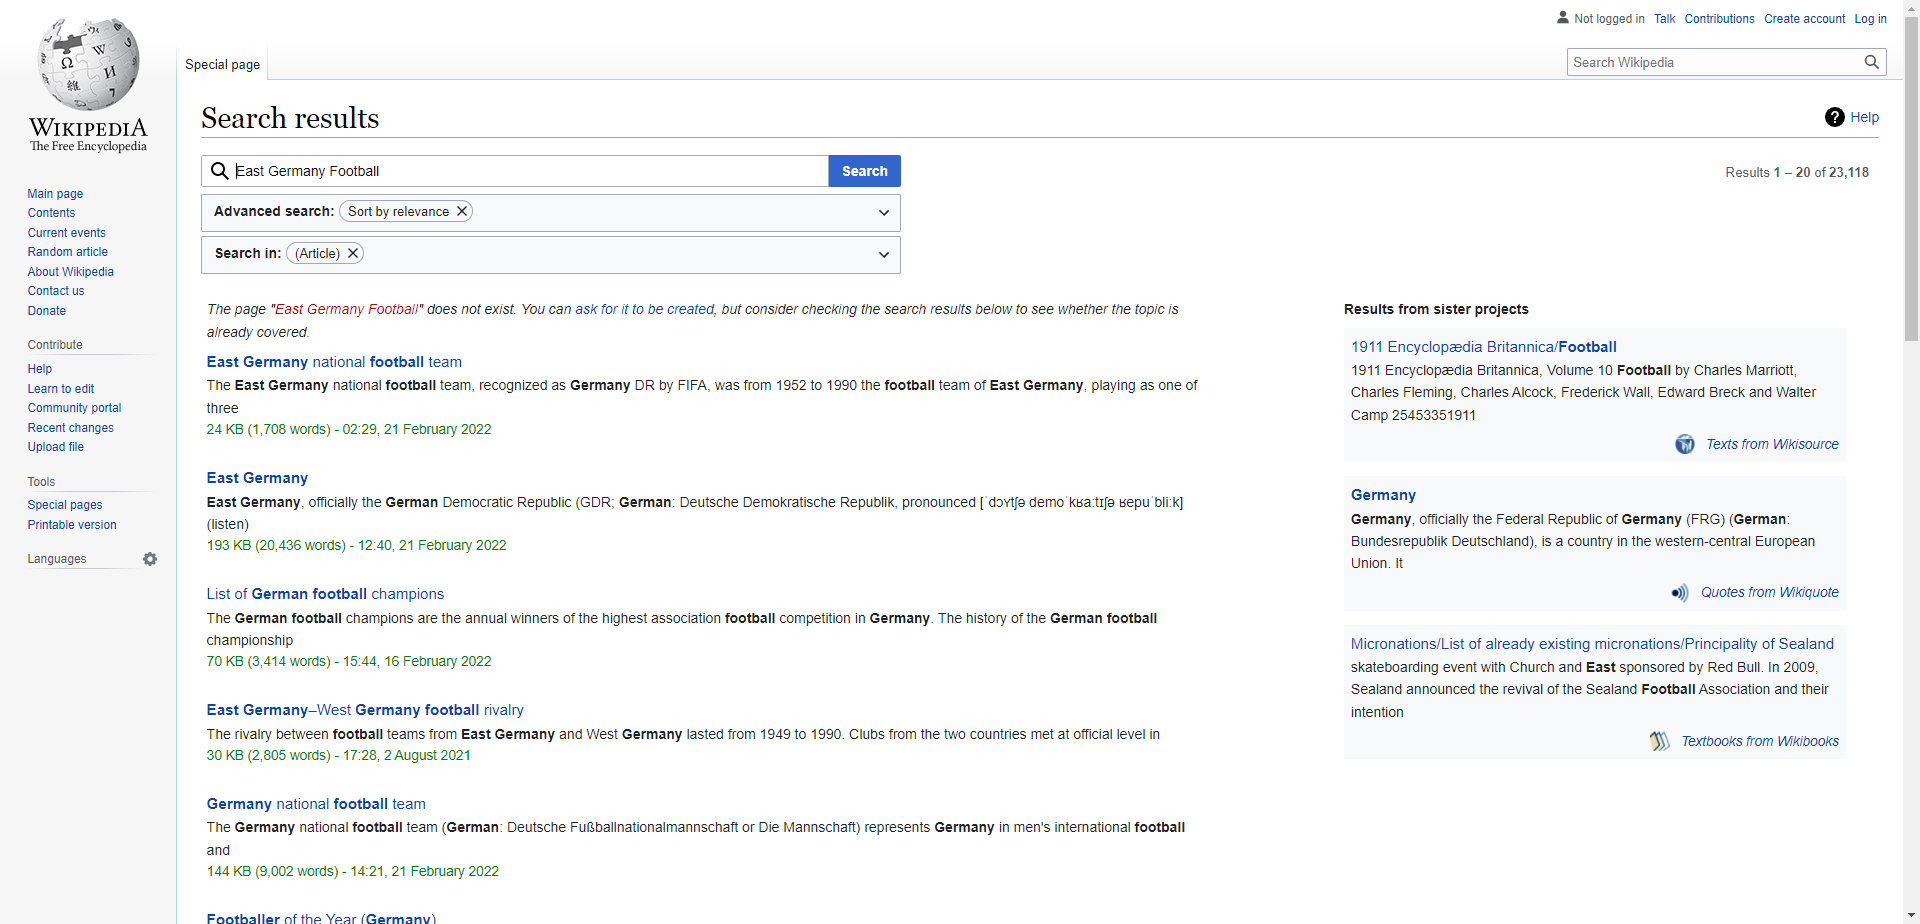 Not logged in Talk Contributions Create account Log in
Special page
Search Wikipedia
WIKIPEDIA
The Free Encyclopedia
Main page
Contents
Current events
Random article
About Wikipedia
Contact us
Donate
Contribute
Help
Learn to edit
Community portal
Recent changes
Upload file
Tools
Special pages
Printable version
Languages
Search results
Help
East Germany Football
Search
Results 1 – 20 of 23,118
Advanced search: Sort by relevance
Search in: (Article)
The page "East Germany Football" does not exist. You can ask for it to be created, but consider checking the search results below to see whether the topic is
already covered.
East Germany national football team
The East Germany national football team, recognized as Germany DR by FIFA, was from 1952 to 1990 the football team of East Germany, playing as one of
three
24 KB (1,708 words) - 02:29, 21 February 2022
East Germany
East Germany, officially the German Democratic Republic (GDR; German: Deutsche Demokratische Republik, pronounced [ˈdɔʏtʃə demoˈkʁaːtɪʃə ʁepuˈbliːk]
(listen)
193 KB (20,436 words) - 12:40, 21 February 2022
List of German football champions
The German football champions are the annual winners of the highest association football competition in Germany. The history of the German football
championship
70 KB (3,414 words) - 15:44, 16 February 2022
East Germany–West Germany football rivalry
The rivalry between football teams from East Germany and West Germany lasted from 1949 to 1990. Clubs from the two countries met at official level in
30 KB (2,805 words) - 17:28, 2 August 2021
Germany national football team
The Germany national football team (German: Deutsche Fußballnationalmannschaft or Die Mannschaft) represents Germany in men's international football
and
144 KB (9,002 words) - 14:21, 21 February 2022
Footballer of the Year (Germany)
Results from sister projects
1911 Encyclopædia Britannica/Football
1911 Encyclopædia Britannica, Volume 10 Football by Charles Marriott,
Charles Fleming, Charles Alcock, Frederick Wall, Edward Breck and Walter
Camp 25453351911
Texts from Wikisource
Germany
Germany, officially the Federal Republic of Germany (FRG) (German:
Bundesrepublik Deutschland), is a country in the western-central European
Union. It
Quotes from Wikiquote
Micronations/List of already existing micronations/Principality of Sealand
skateboarding event with Church and East sponsored by Red Bull. In 2009,
Sealand announced the revival of the Sealand Football Association and their
intention
Textbooks from Wikibooks